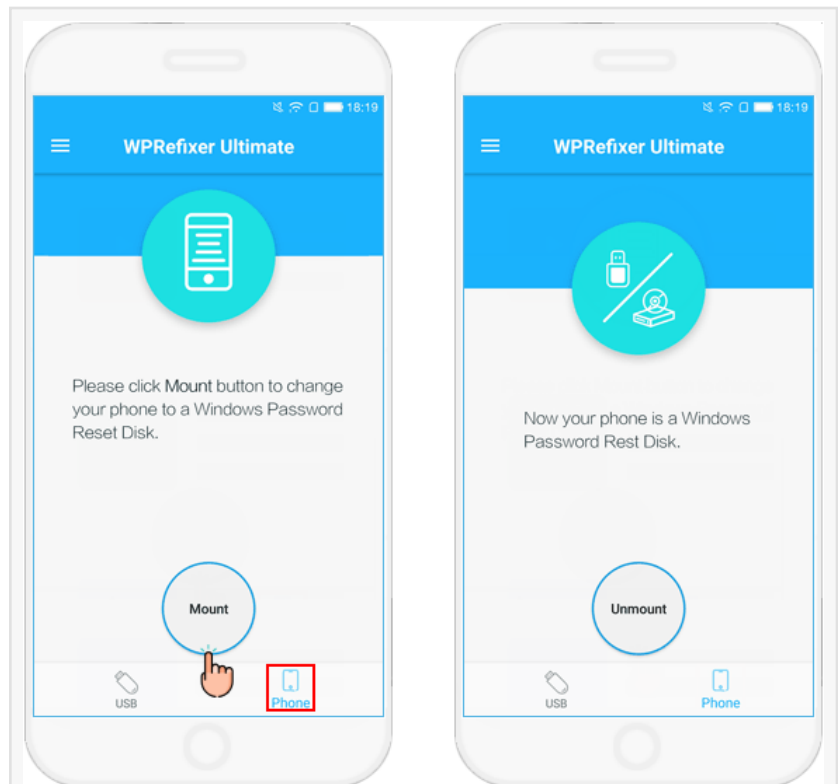 18:19
WPRefixer Ultimate
Please click Mount button to change
your phone to a Windows Password
Reset Disk.
Mount
USB
Phone
18:19
WPRefixer Ultimate
Now your phone is a Windows
Password Rest Disk.
Unmount
USB
Phone